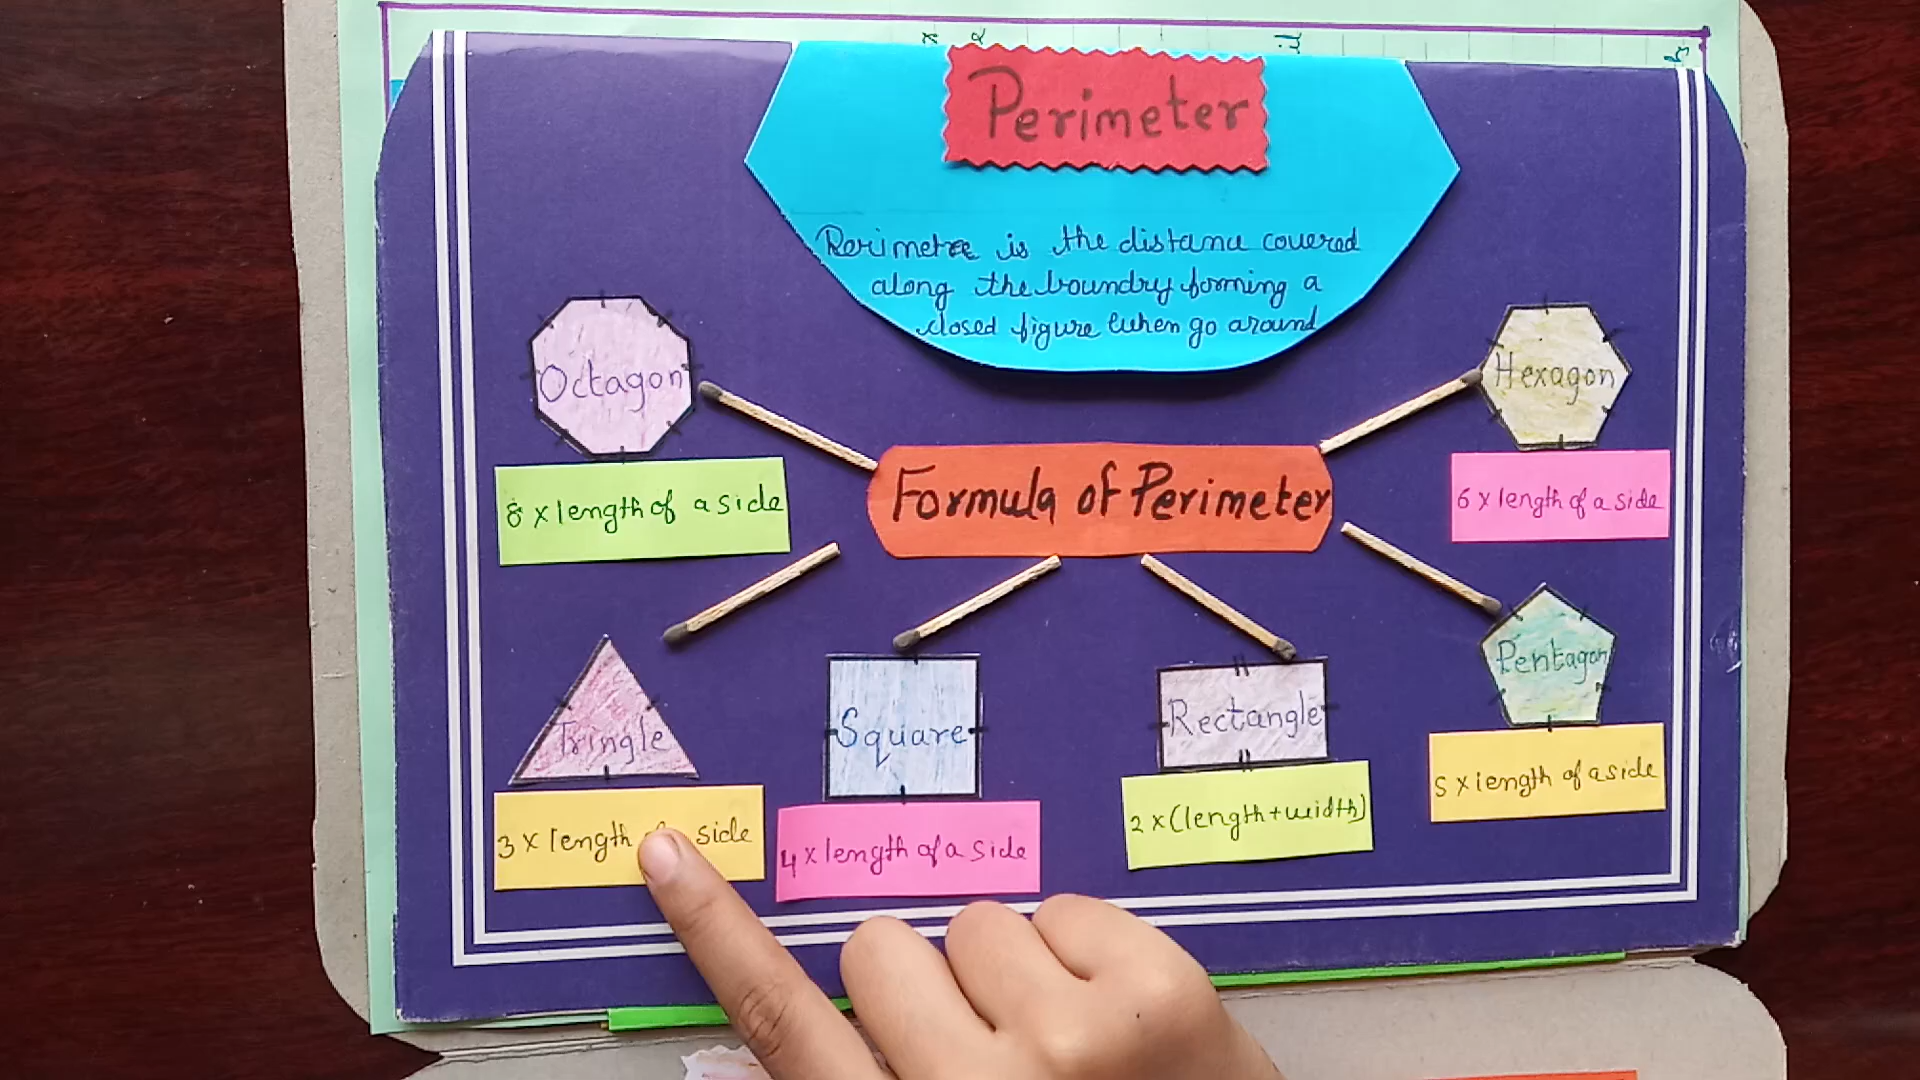 Perimeter
Perimetre is the distance covered
along the boundry forming a
closed figure when go around
Octagon
8 x length of a side
Formula of Perimeter
Hexagon
6 x length of a side
Tringle
3 x length side
Square
4 x length of a side
Rectangle
2 x (length + width)
Pentagon
5 x length of a side